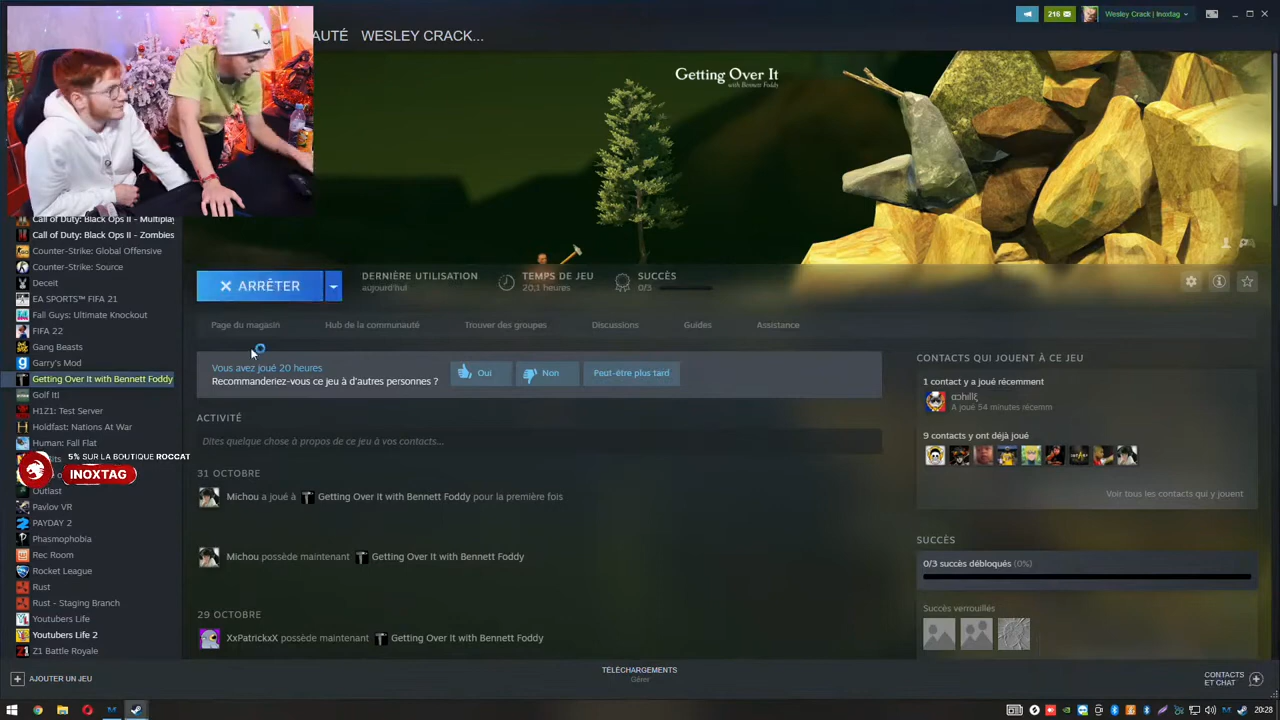 AUTÉ WESLEY CRACK...
216
Wesley Crack | Inoxtag
Getting Over It
with Bennett Foddy
Call of Duty: Black Ops II - Multiplay
Call of Duty: Black Ops II - Zombies
Counter-Strike: Global Offensive
Counter-Strike: Source
Deceit
EA SPORTS™ FIFA 21
Fall Guys: Ultimate Knockout
FIFA 22
Gang Beasts
Garry's Mod
Getting Over It with Bennett Foddy
Golf It!
H1Z1: Test Server
Holdfast: Nations At War
Human: Fall Flat
5% SUR LA BOUTIQUE ROCCAT
INOXTAG
Outlast
Pavlov VR
PAYDAY 2
Phasmophobia
Rec Room
Rocket League
Rust
Rust - Staging Branch
Youtubers Life
Youtubers Life 2
Z1 Battle Royale
AJOUTER UN JEU
ARRÊTER
DERNIÈRE UTILISATION
aujourd'hui
TEMPS DE JEU
20,1 heures
SUCCÈS
0/3
Page du magasin
Hub de la communauté
Trouver des groupes
Discussions
Guides
Assistance
Vous avez joué 20 heures
Recommanderiez-vous ce jeu à d'autres personnes ?
Oui
Non
Peut-être plus tard
ACTIVITÉ
Dites quelque chose à propos de ce jeu à vos contacts...
31 OCTOBRE
Michou a joué à Getting Over It with Bennett Foddy pour la première fois
Michou possède maintenant Getting Over It with Bennett Foddy
29 OCTOBRE
XxPatrickxX possède maintenant Getting Over It with Bennett Foddy
CONTACTS QUI JOUENT À CE JEU
1 contact y a joué récemment
A joué 54 minutes récemm
9 contacts y ont déjà joué
Voir tous les contacts qui y jouent
SUCCÈS
0/3 succès débloqués (0%)
Succès verrouillés
TÉLÉCHARGEMENTS
Gérer
CONTACTS
ET CHAT
20:28